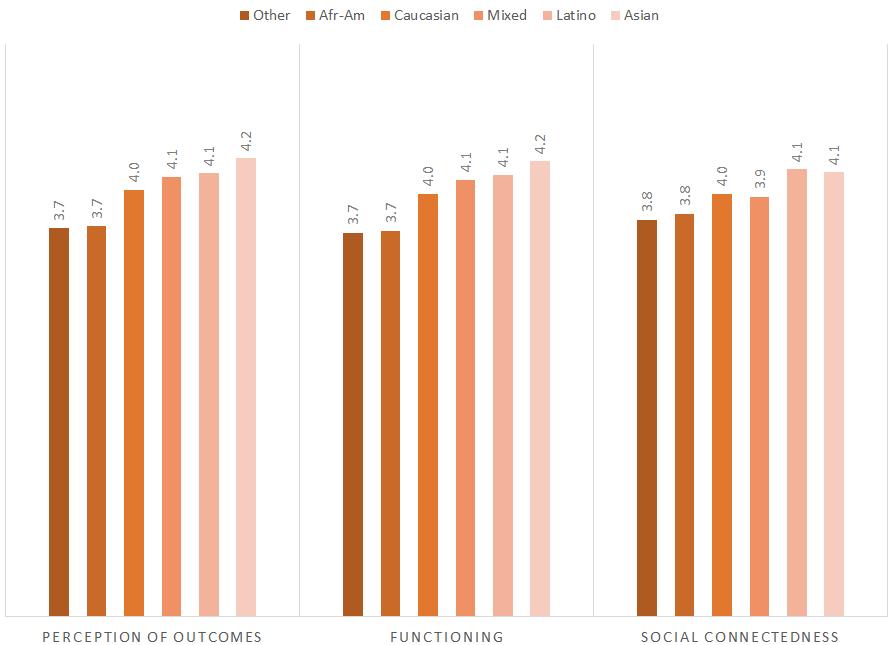 Other Afr-Am Caucasian Mixed Latino Asian
3.7 3.7 4.0 4.1 4.1 4.2
3.7 3.7 4.0 4.1 4.1 4.2
3.8 3.8 4.0 3.9 4.1 4.1
PERCEPTION OF OUTCOMES FUNCTIONING SOCIAL CONNECTEDNESS